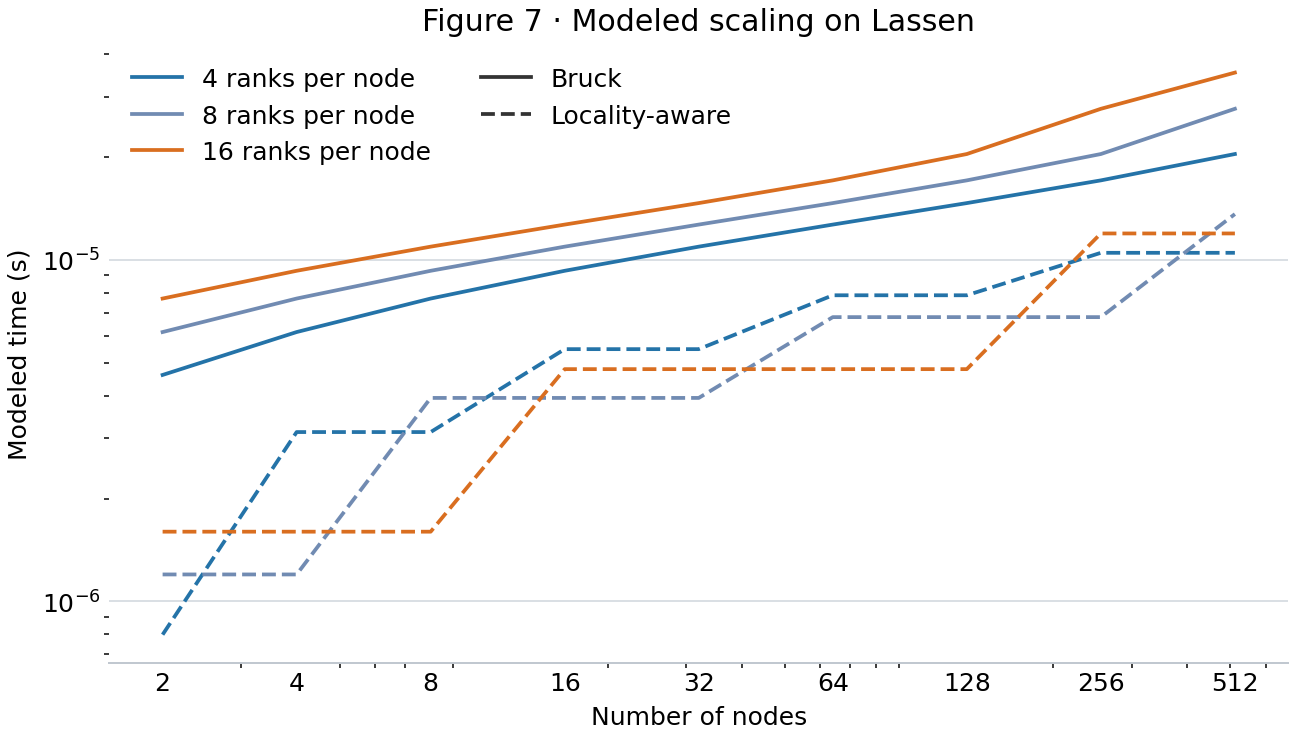 Figure 7 · Modeled scaling on Lassen
4 ranks per node
8 ranks per node
16 ranks per node
Bruck
Locality-aware
Modeled time (s)
10⁻⁵
10⁻⁶
2 4 8 16 32 64 128 256 512
Number of nodes